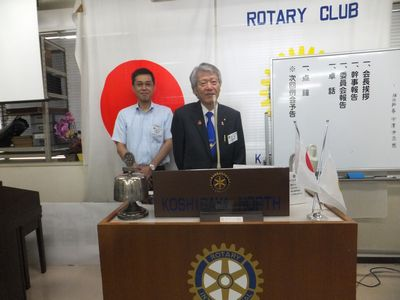 ROTARY CLUB
一、会長挨拶
一、幹事報告
一、委員会報告
一、卓 話
一、点 鐘
※ 次回例会予告
KOSHIGAYA NORTH
ROTARY